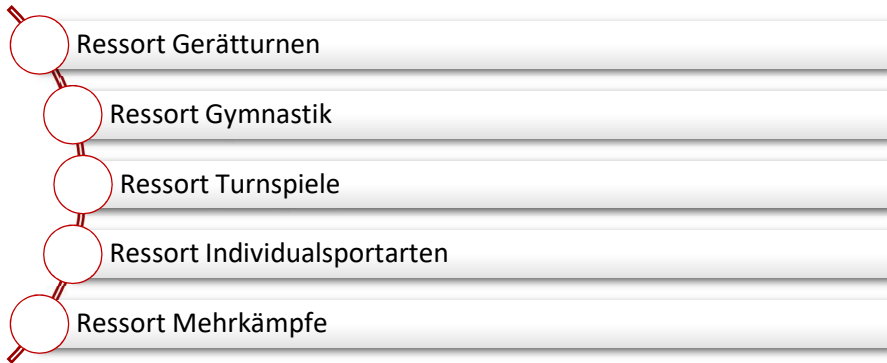 Ressort Gerätturnen
Ressort Gymnastik
Ressort Turnspiele
Ressort Individualsportarten
Ressort Mehrkämpfe